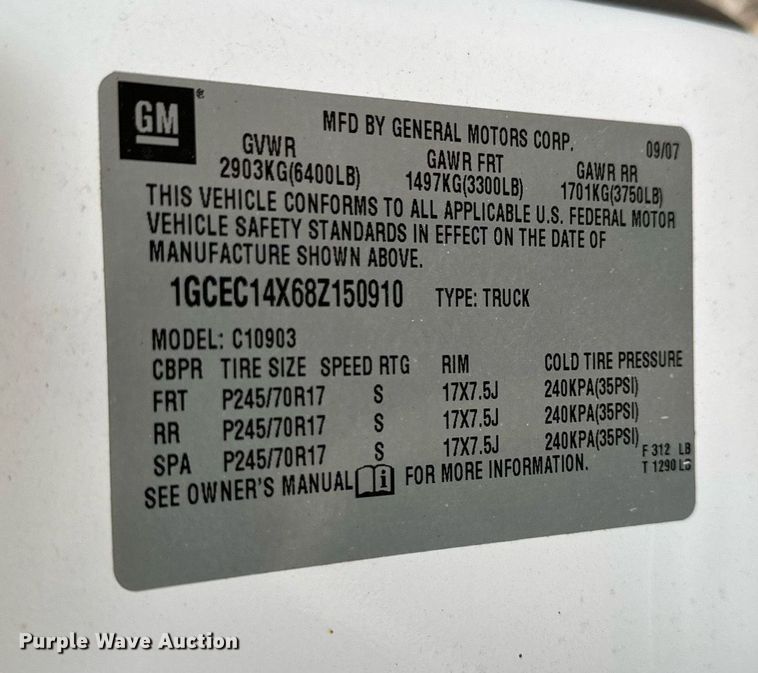 GM ®
MFD BY GENERAL MOTORS CORP. 09/07
GVWR GAWR FRT GAWR RR
2903KG(6400LB) 1497KG(3300LB) 1701KG(3750LB)
THIS VEHICLE CONFORMS TO ALL APPLICABLE U.S. FEDERAL MOTOR
VEHICLE SAFETY STANDARDS IN EFFECT ON THE DATE OF
MANUFACTURE SHOWN ABOVE.
1GCEC14X68Z150910 TYPE: TRUCK
MODEL: C10903
CBPR TIRE SIZE SPEED RTG RIM COLD TIRE PRESSURE
FRT P245/70R17 S 17X7.5J 240KPA(35PSI)
RR P245/70R17 S 17X7.5J 240KPA(35PSI)
SPA P245/70R17 S 17X7.5J 240KPA(35PSI)
F 312 LB
T 1290 LB
SEE OWNER'S MANUAL i FOR MORE INFORMATION.
Purple Wave Auction